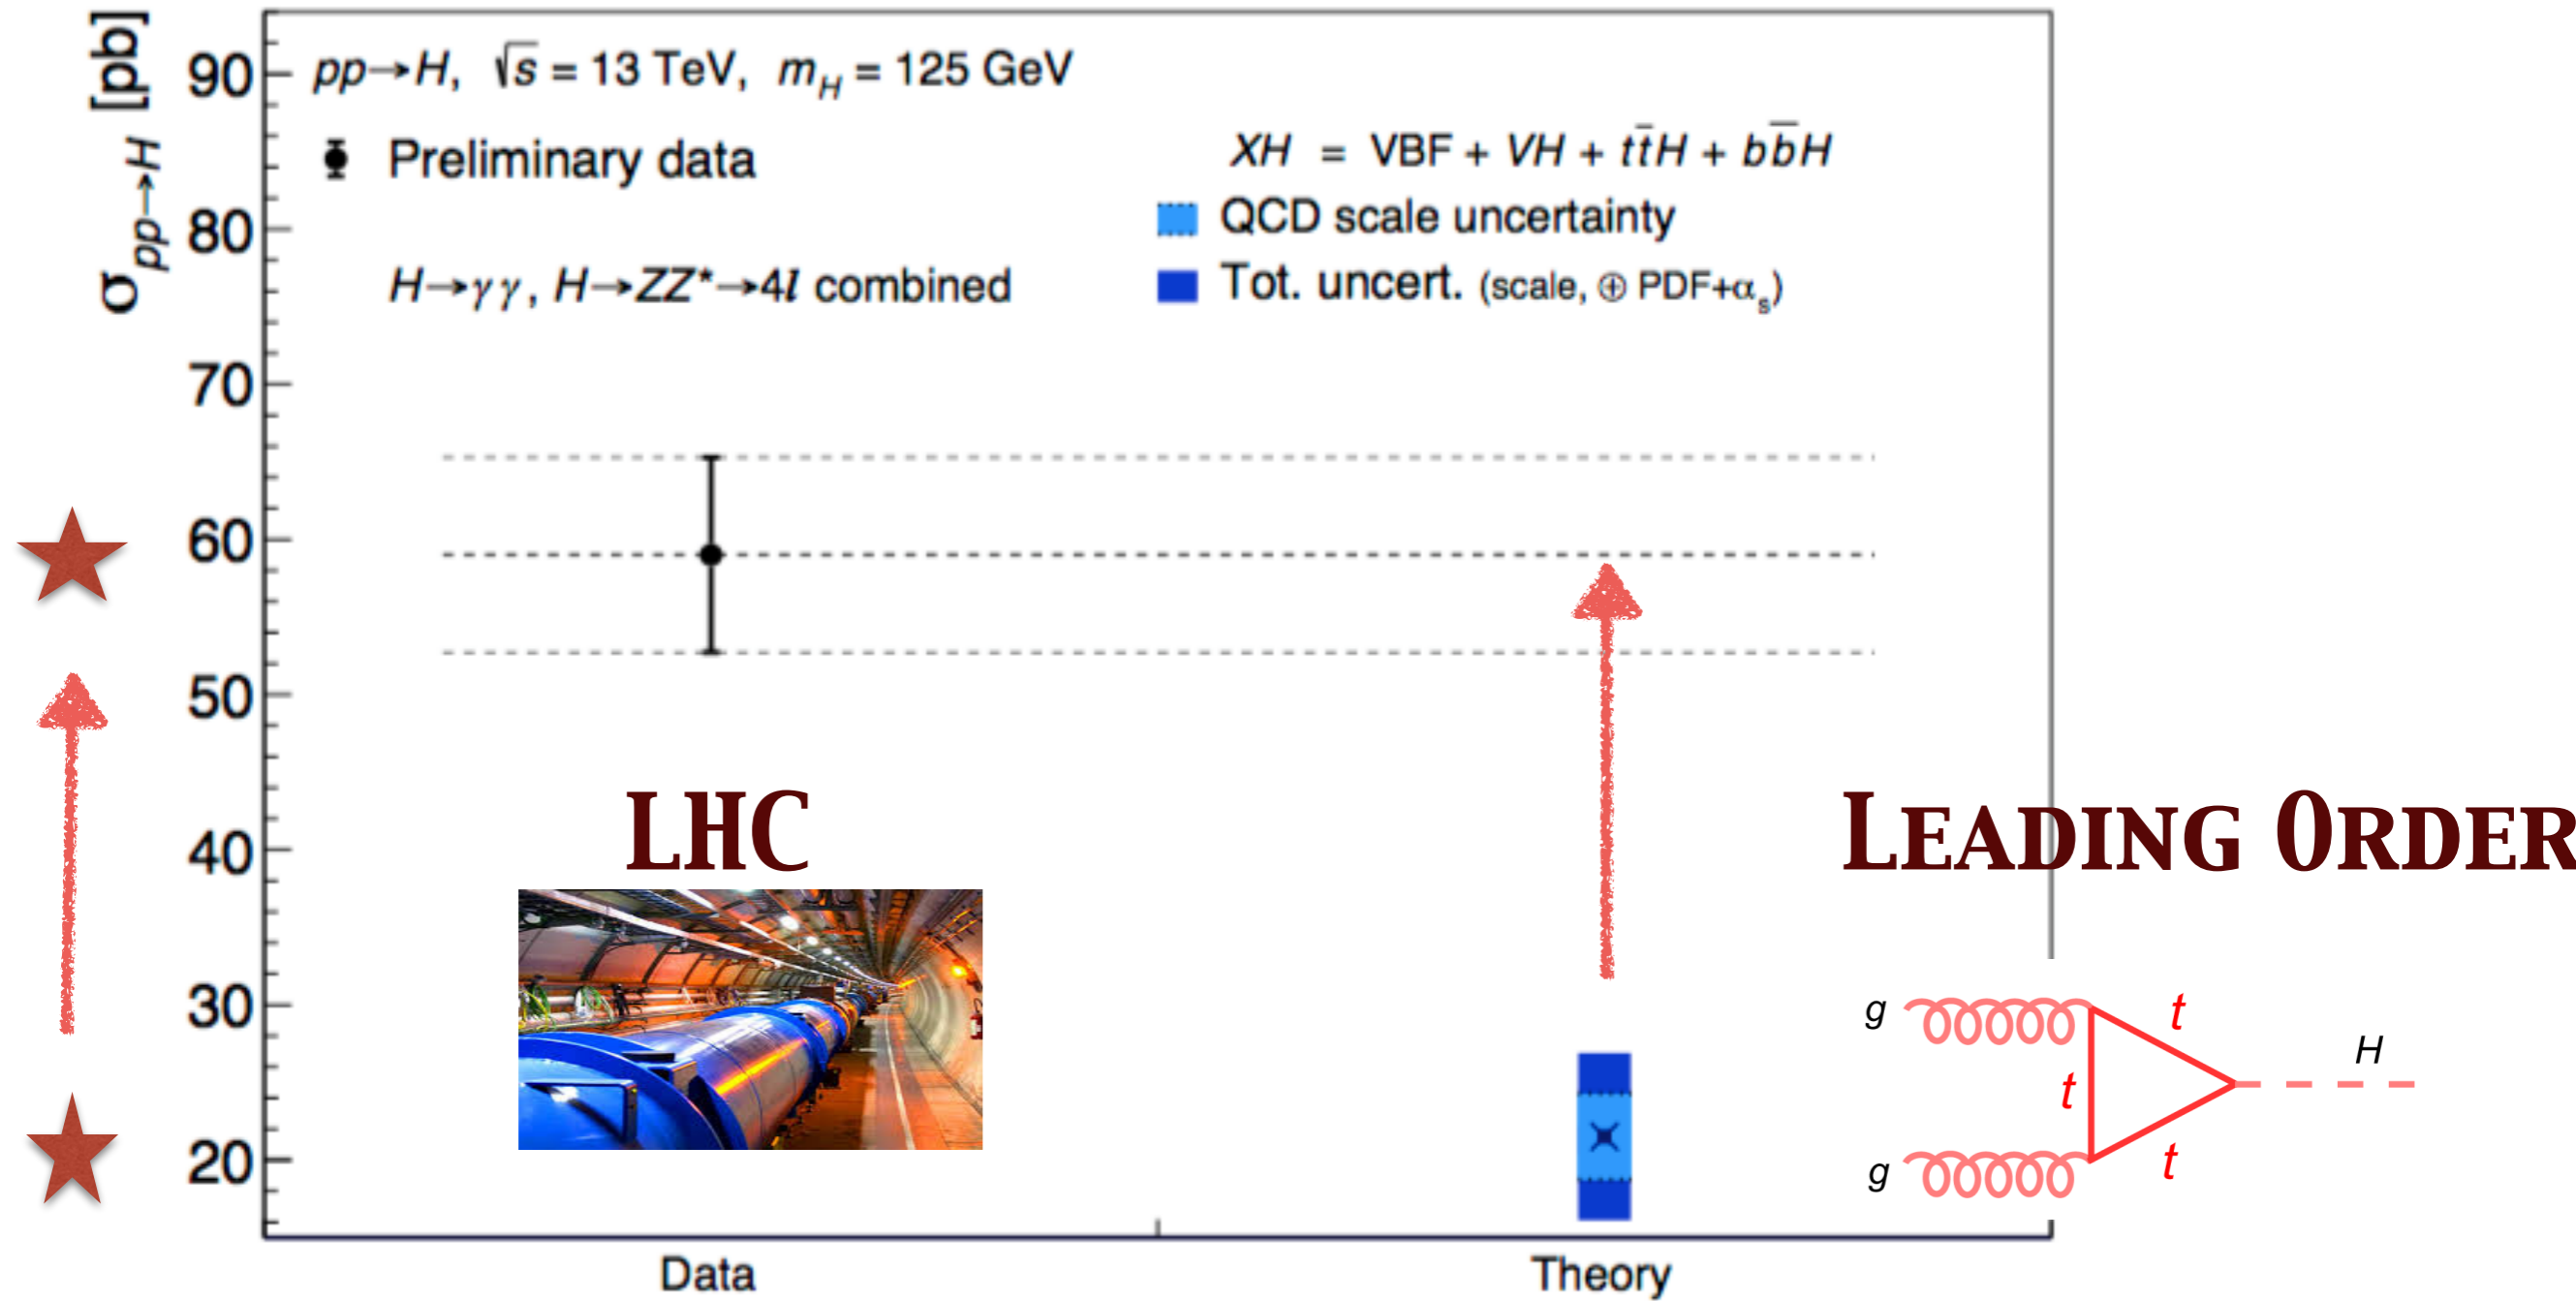 σpp→H [pb]
90
80
70
60
50
40
30
20
pp→H, √s = 13 TeV, mH = 125 GeV
Preliminary data
H→γγ, H→ZZ*→4l combined
XH = VBF + VH + tt̄H + bb̄H
QCD scale uncertainty
Tot. uncert. (scale, ⊕ PDF+αs)
LHC
LEADING ORDER
g
t
H
t
g
t
Data
Theory